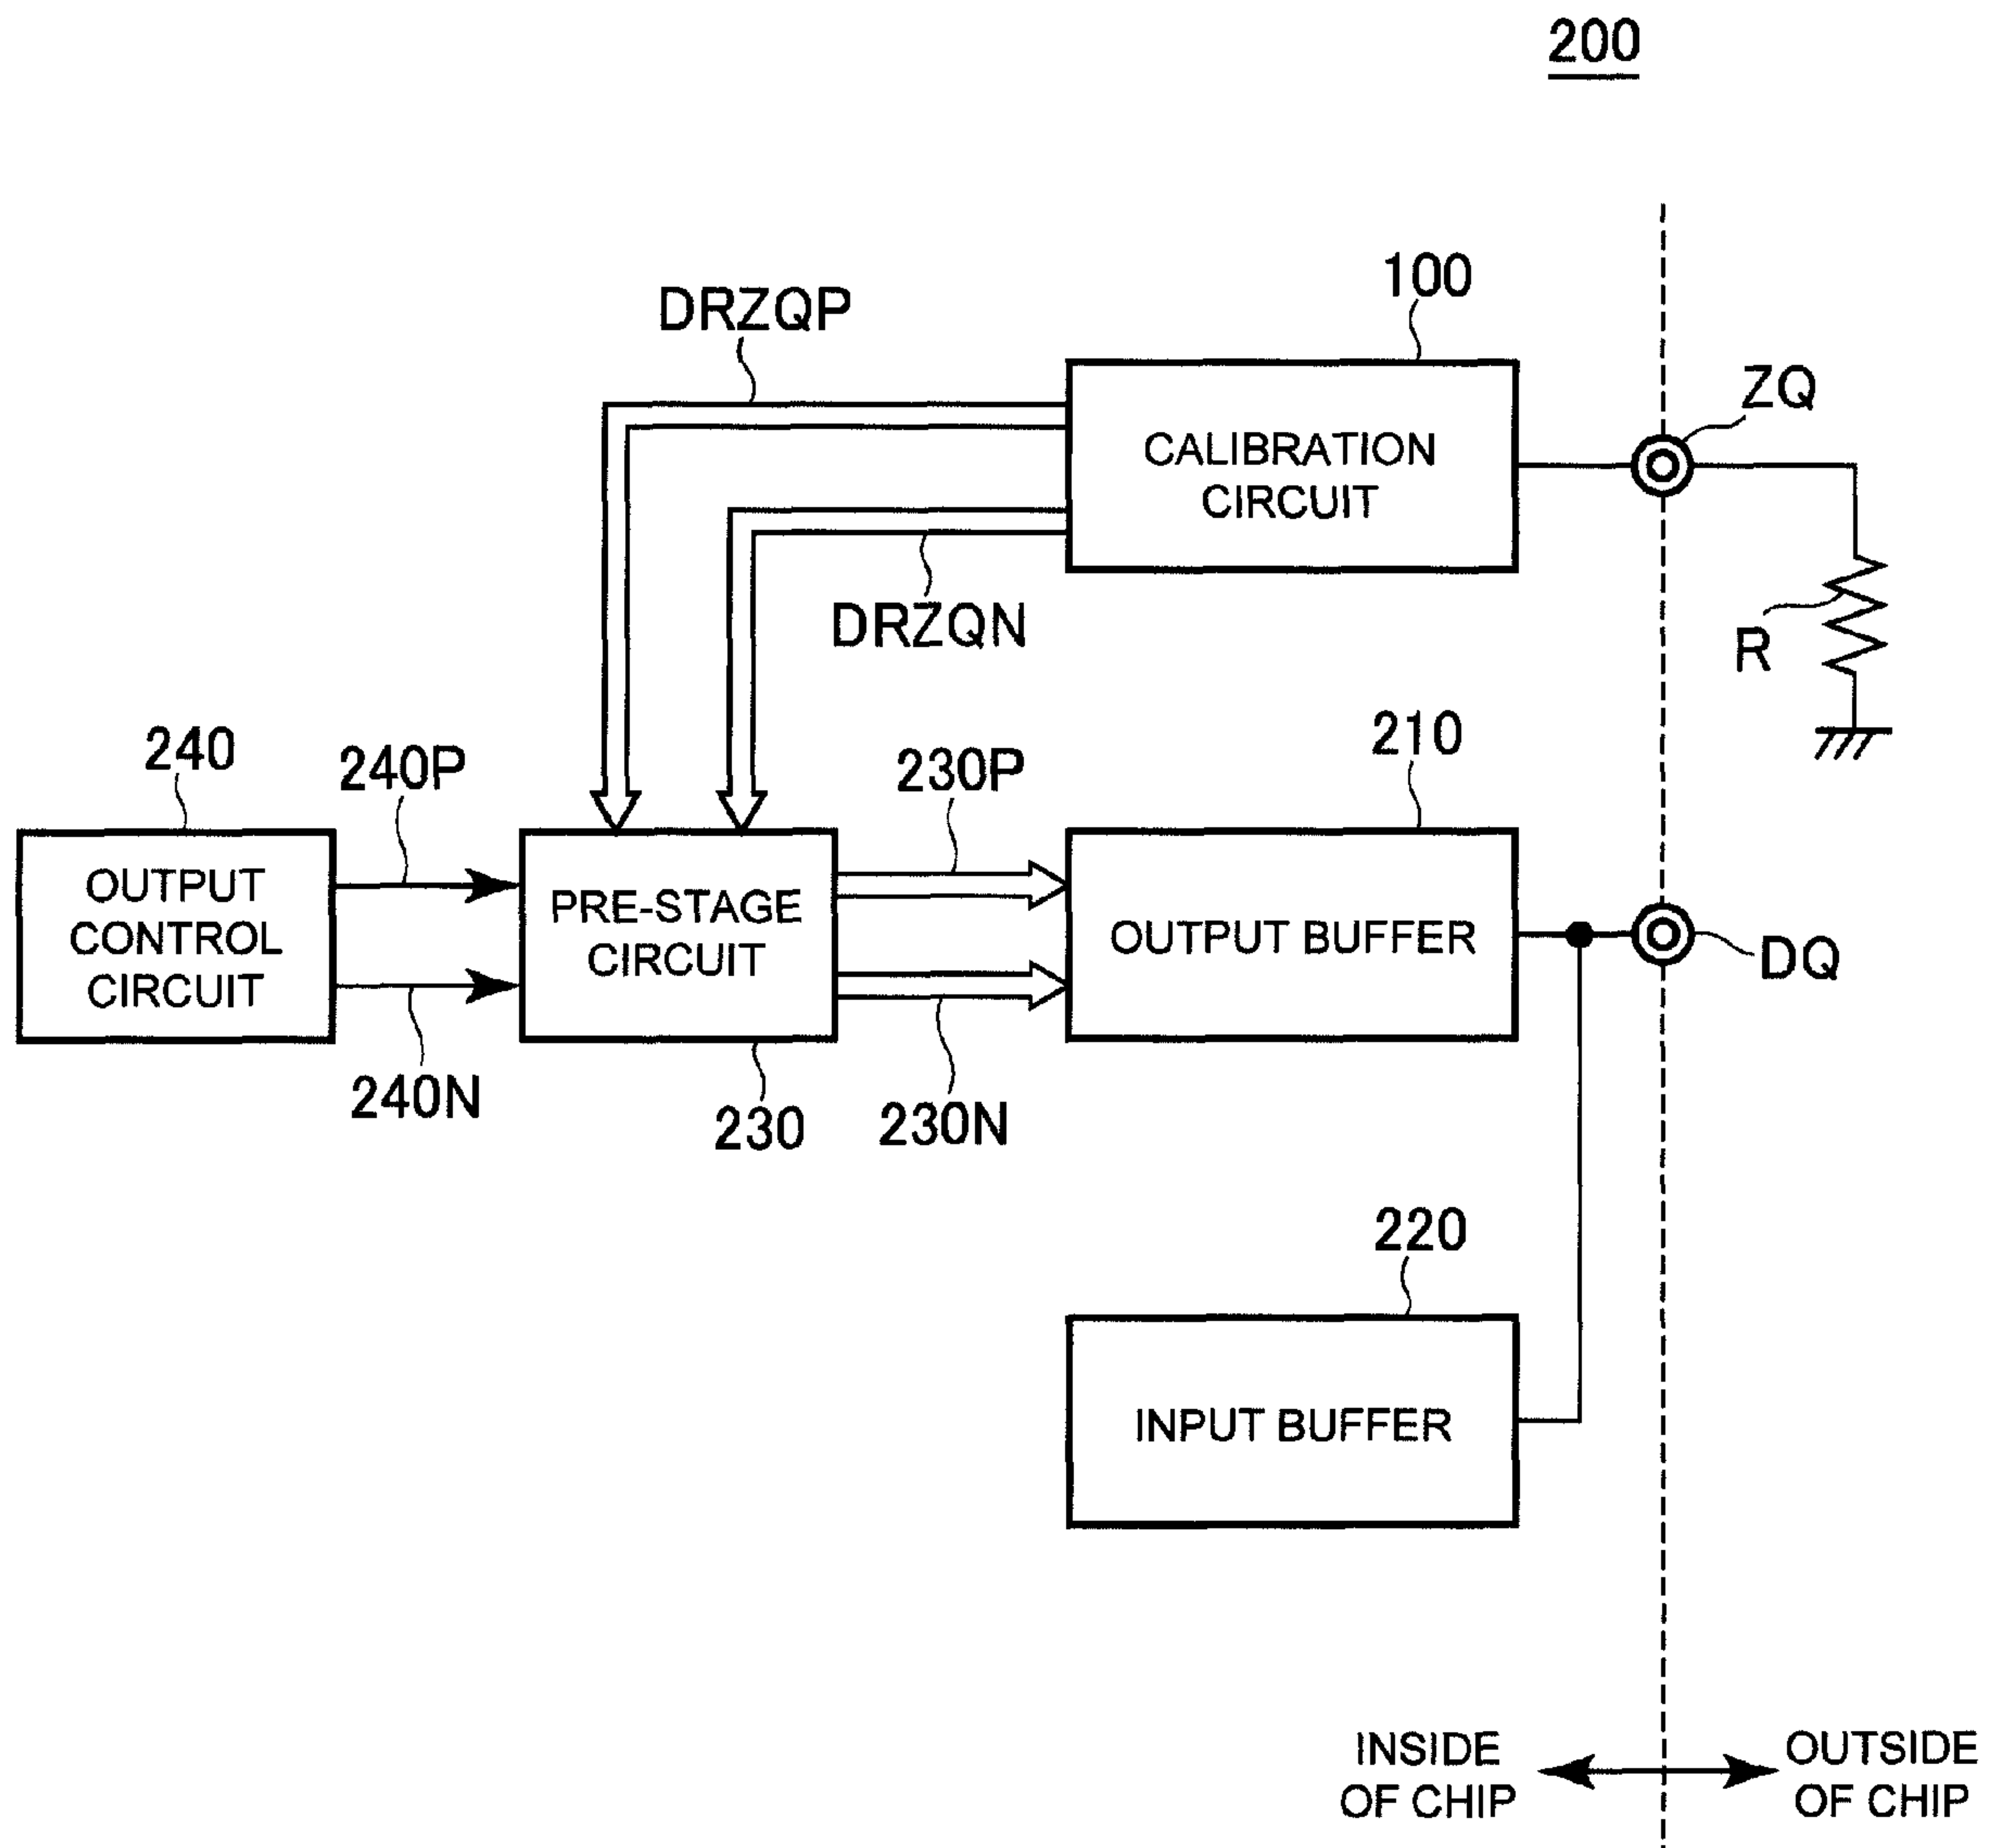 200
100
DRZQP
ZQ
CALIBRATION
CIRCUIT
DRZQN
R
240
240P
230P
210
OUTPUT
CONTROL
CIRCUIT
PRE-STAGE
CIRCUIT
OUTPUT BUFFER
DQ
240N
230
230N
220
INPUT BUFFER
INSIDE
OF CHIP
OUTSIDE
OF CHIP